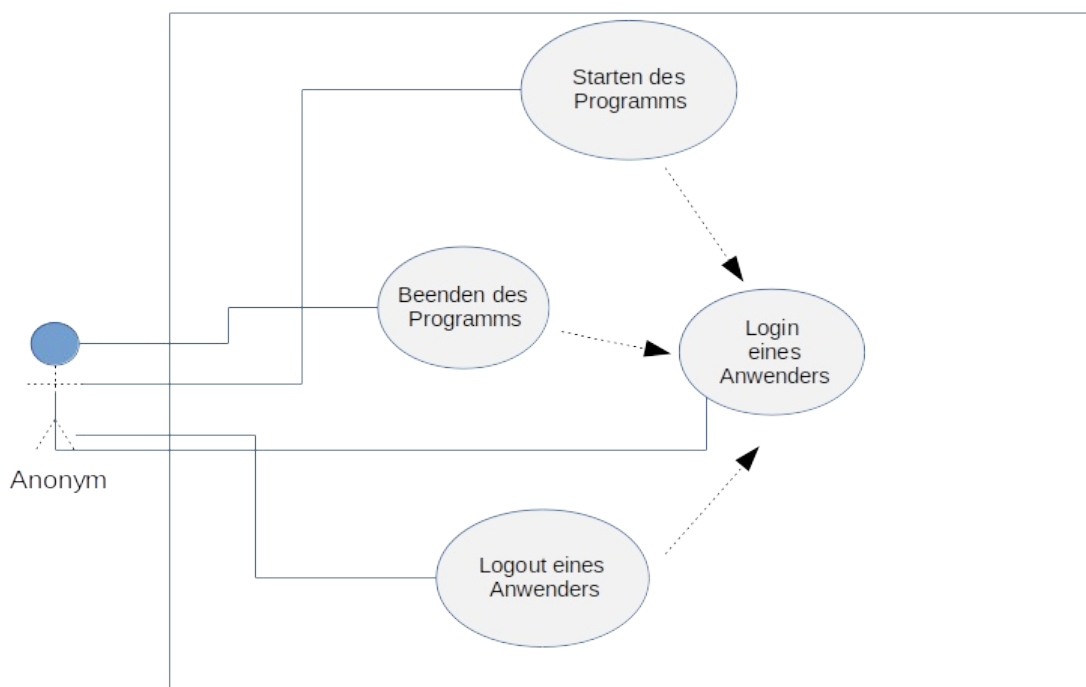 Starten des
Programms
Beenden des
Programms
Login
eines
Anwenders
Anonym
Logout eines
Anwenders